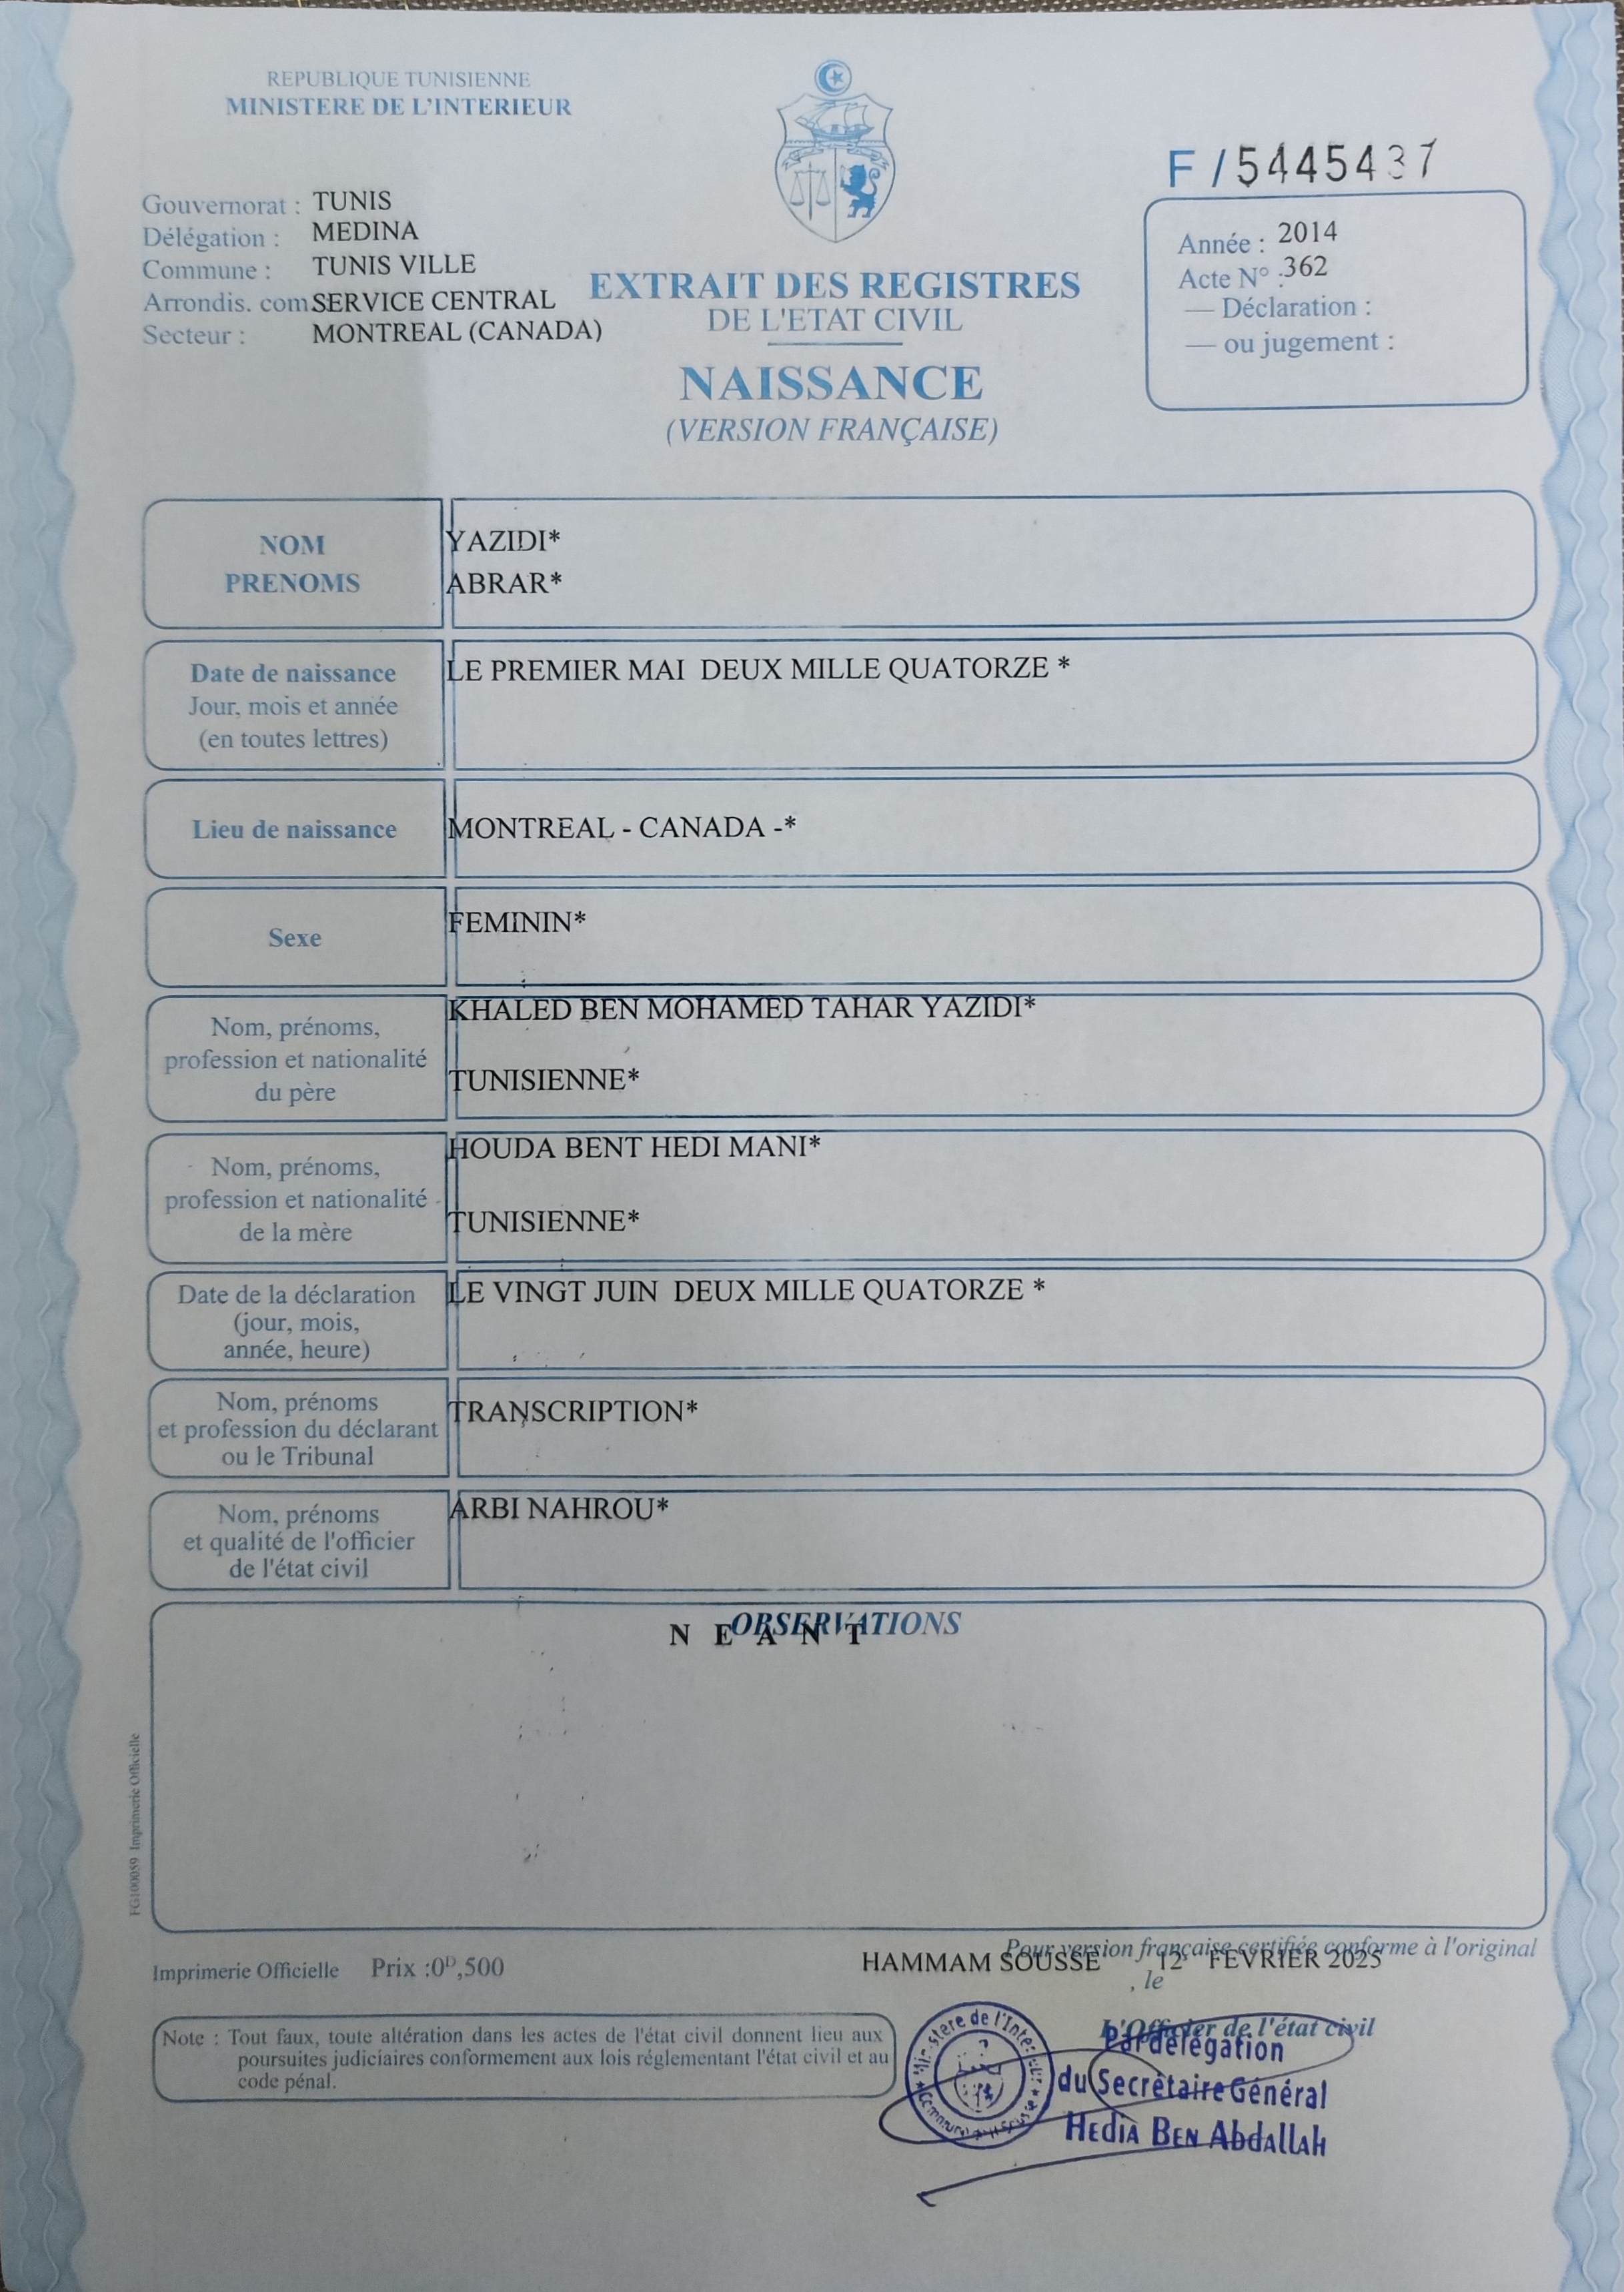 REPUBLIQUE TUNISIENNE
MINISTERE DE L'INTERIEUR
F / 5445437
Gouvernorat : TUNIS
Délégation : MEDINA
Commune : TUNIS VILLE
Arrondis. com SERVICE CENTRAL
Secteur : MONTREAL (CANADA)
EXTRAIT DES REGISTRES
DE L'ETAT CIVIL
NAISSANCE
(VERSION FRANÇAISE)
Année : 2014
Acte N° : 362
— Déclaration :
— ou jugement :
NOM
PRENOMS
YAZIDI*
ABRAR*
Date de naissance
Jour, mois et année
(en toutes lettres)
LE PREMIER MAI DEUX MILLE QUATORZE *
Lieu de naissance
MONTREAL - CANADA -*
Sexe
FEMININ*
Nom, prénoms,
profession et nationalité
du père
KHALED BEN MOHAMED TAHAR YAZIDI*
TUNISIENNE*
Nom, prénoms,
profession et nationalité
de la mère
HOUDA BENT HEDI MANI*
TUNISIENNE*
Date de la déclaration
(jour, mois,
année, heure)
LE VINGT JUIN DEUX MILLE QUATORZE *
Nom, prénoms
et profession du déclarant
ou le Tribunal
TRANSCRIPTION*
Nom, prénoms
et qualité de l'officier
de l'état civil
ARBI NAHROU*
OBSERVATIONS
N E A N T
FG100059 Imprimerie Officielle
Imprimerie Officielle Prix :0ᴰ,500
Pour version française certifiée conforme à l'original
HAMMAM SOUSSE , le 12 FEVRIER 2025
Note : Tout faux, toute altération dans les actes de l'état civil donnent lieu aux
poursuites judiciaires conformement aux lois réglementant l'état civil et au
code pénal.
L'Officier de l'état civil
Par délégation
du Secrétaire Général
Hedia Ben Abdallah
Ministère de l'Interieur